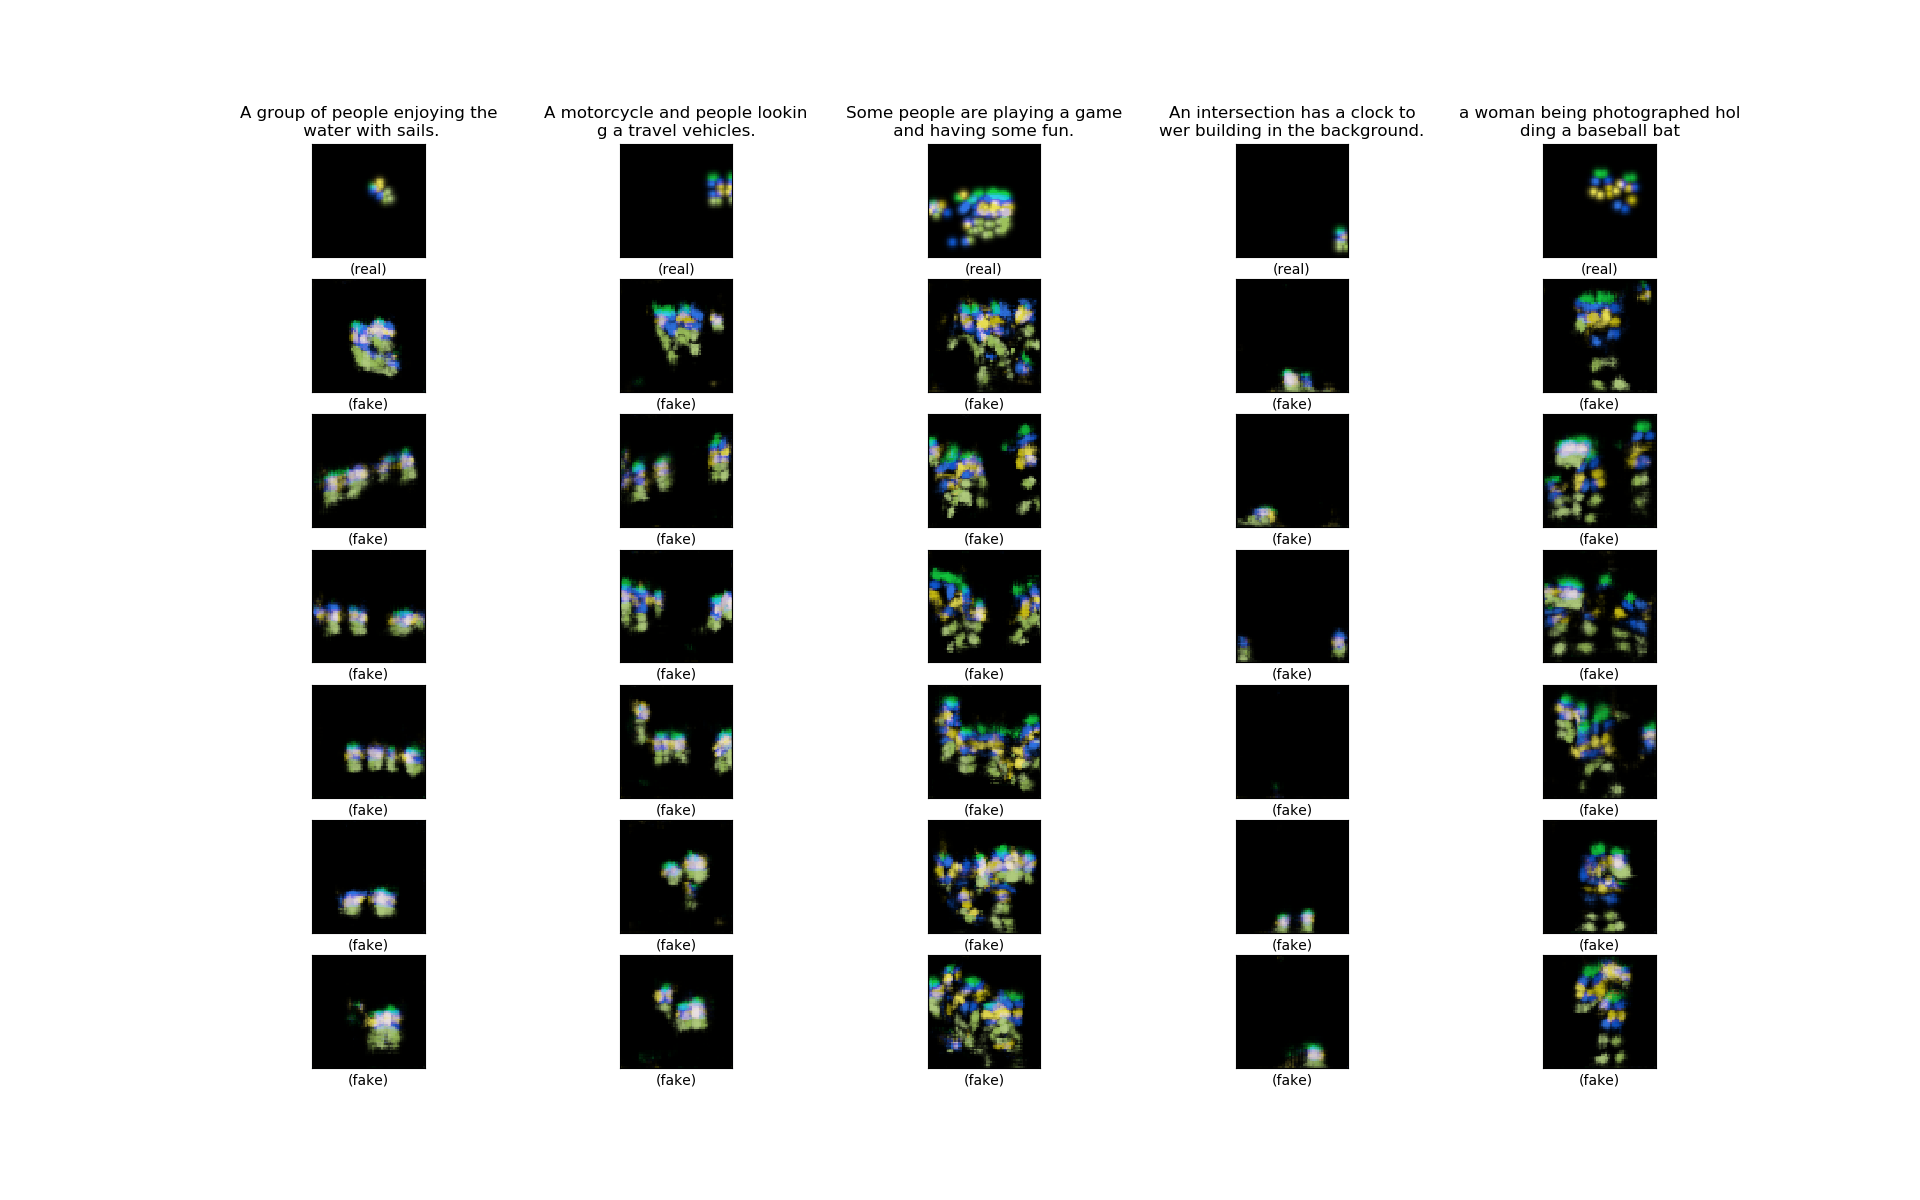 A group of people enjoying the
water with sails.
A motorcycle and people lookin
g a travel vehicles.
Some people are playing a game
and having some fun.
An intersection has a clock to
wer building in the background.
a woman being photographed hol
ding a baseball bat
(real) (real) (real) (real) (real)
(fake) (fake) (fake) (fake) (fake)
(fake) (fake) (fake) (fake) (fake)
(fake) (fake) (fake) (fake) (fake)
(fake) (fake) (fake) (fake) (fake)
(fake) (fake) (fake) (fake) (fake)
(fake) (fake) (fake) (fake) (fake)